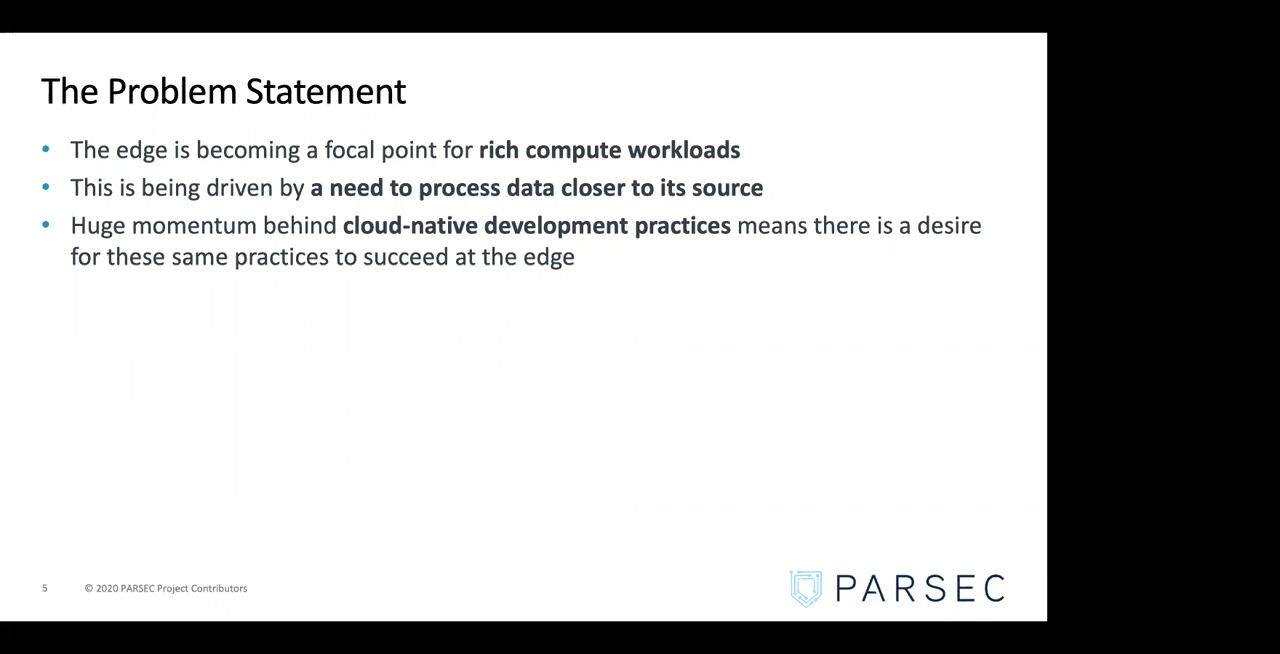 The Problem Statement
• The edge is becoming a focal point for rich compute workloads
• This is being driven by a need to process data closer to its source
• Huge momentum behind cloud-native development practices means there is a desire
for these same practices to succeed at the edge
5 © 2020 PARSEC Project Contributors
PARSEC